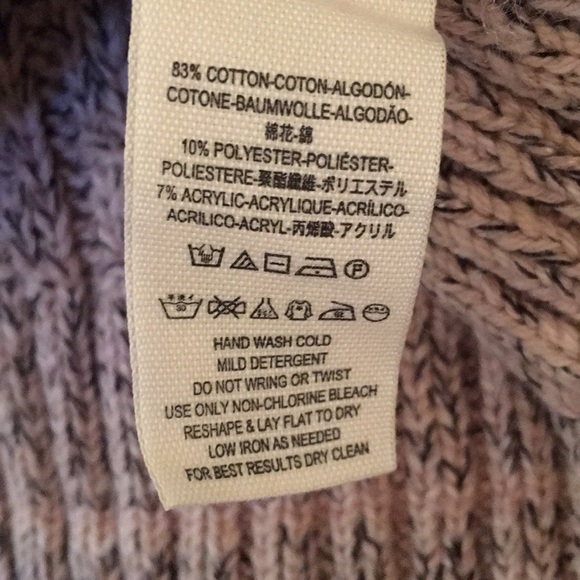 83% COTTON-COTON-ALGODÓN-
COTONE-BAUMWOLLE-ALGODÃO-
棉花-綿
10% POLYESTER-POLIÉSTER-
POLIESTERE-聚酯纖維-ポリエステル
7% ACRYLIC-ACRYLIQUE-ACRÍLICO-
ACRILICO-ACRYL-丙烯酸-アクリル
P
HAND WASH COLD
MILD DETERGENT
DO NOT WRING OR TWIST
USE ONLY NON-CHLORINE BLEACH
RESHAPE & LAY FLAT TO DRY
LOW IRON AS NEEDED
FOR BEST RESULTS DRY CLEAN